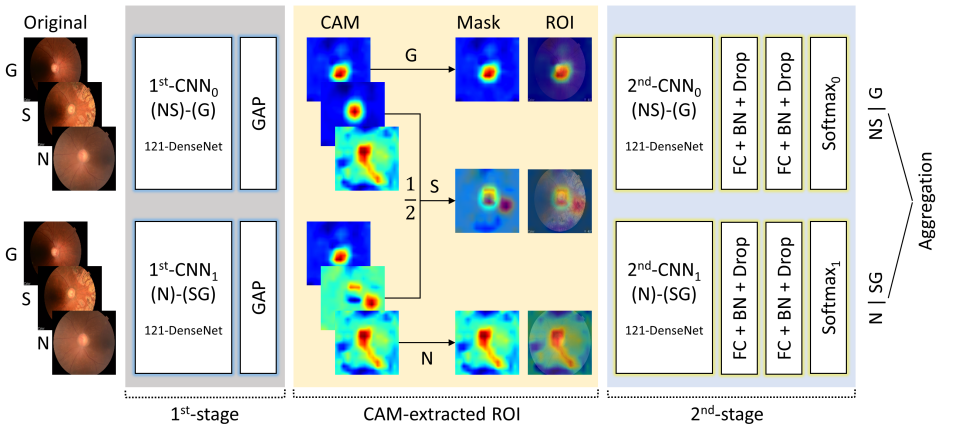 Original
CAM
Mask
ROI
G
S
N
1st-CNN0
(NS)-(G)
121-DenseNet
GAP
G
1
2
S
2nd-CNN0
(NS)-(G)
121-DenseNet
FC + BN + Drop
FC + BN + Drop
Softmax0
NS | G
G
S
N
1st-CNN1
(N)-(SG)
121-DenseNet
GAP
N
2nd-CNN1
(N)-(SG)
121-DenseNet
FC + BN + Drop
FC + BN + Drop
Softmax1
N | SG
Aggregation
1st-stage
CAM-extracted ROI
2nd-stage